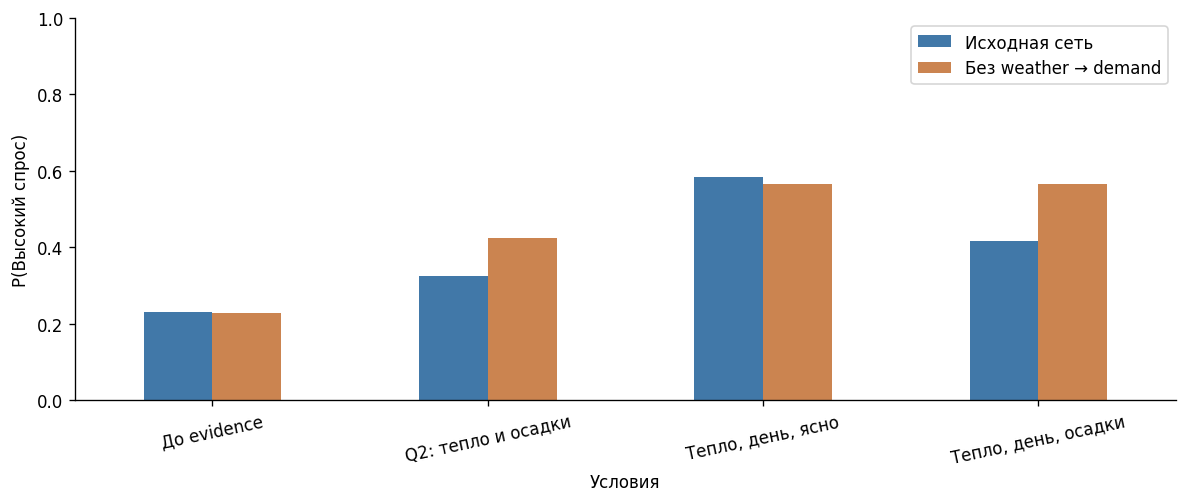 1.0
0.8
0.6
0.4
0.2
0.0
P(Высокий спрос)
Исходная сеть
Без weather → demand
До evidence
Q2: тепло и осадки
Тепло, день, ясно
Тепло, день, осадки
Условия